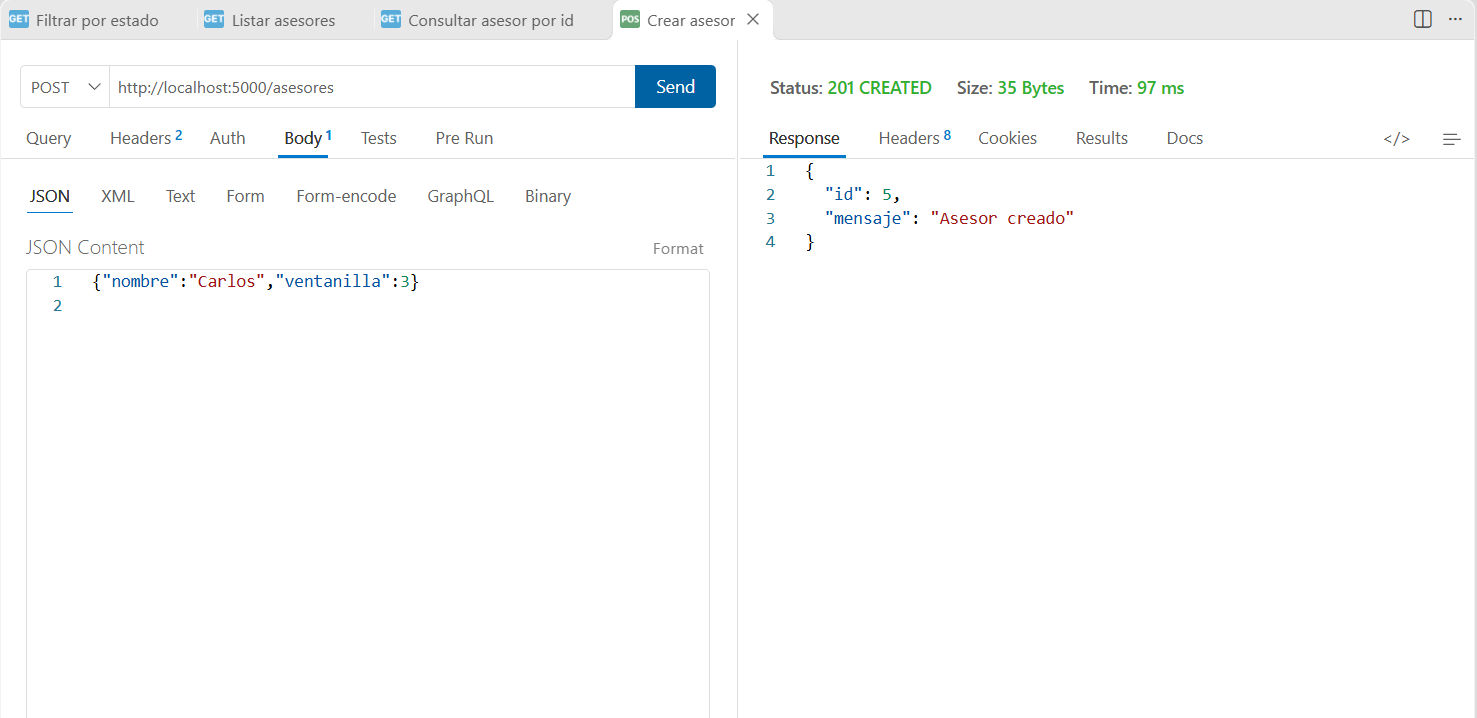 GET Filtrar por estado GET Listar asesores GET Consultar asesor por id POS Crear asesor
POST http://localhost:5000/asesores Send
Query Headers 2 Auth Body 1 Tests Pre Run
JSON XML Text Form Form-encode GraphQL Binary
JSON Content Format
1 {"nombre":"Carlos","ventanilla":3}
2
Status: 201 CREATED Size: 35 Bytes Time: 97 ms
Response Headers 8 Cookies Results Docs </>
1 {
2 "id": 5,
3 "mensaje": "Asesor creado"
4 }